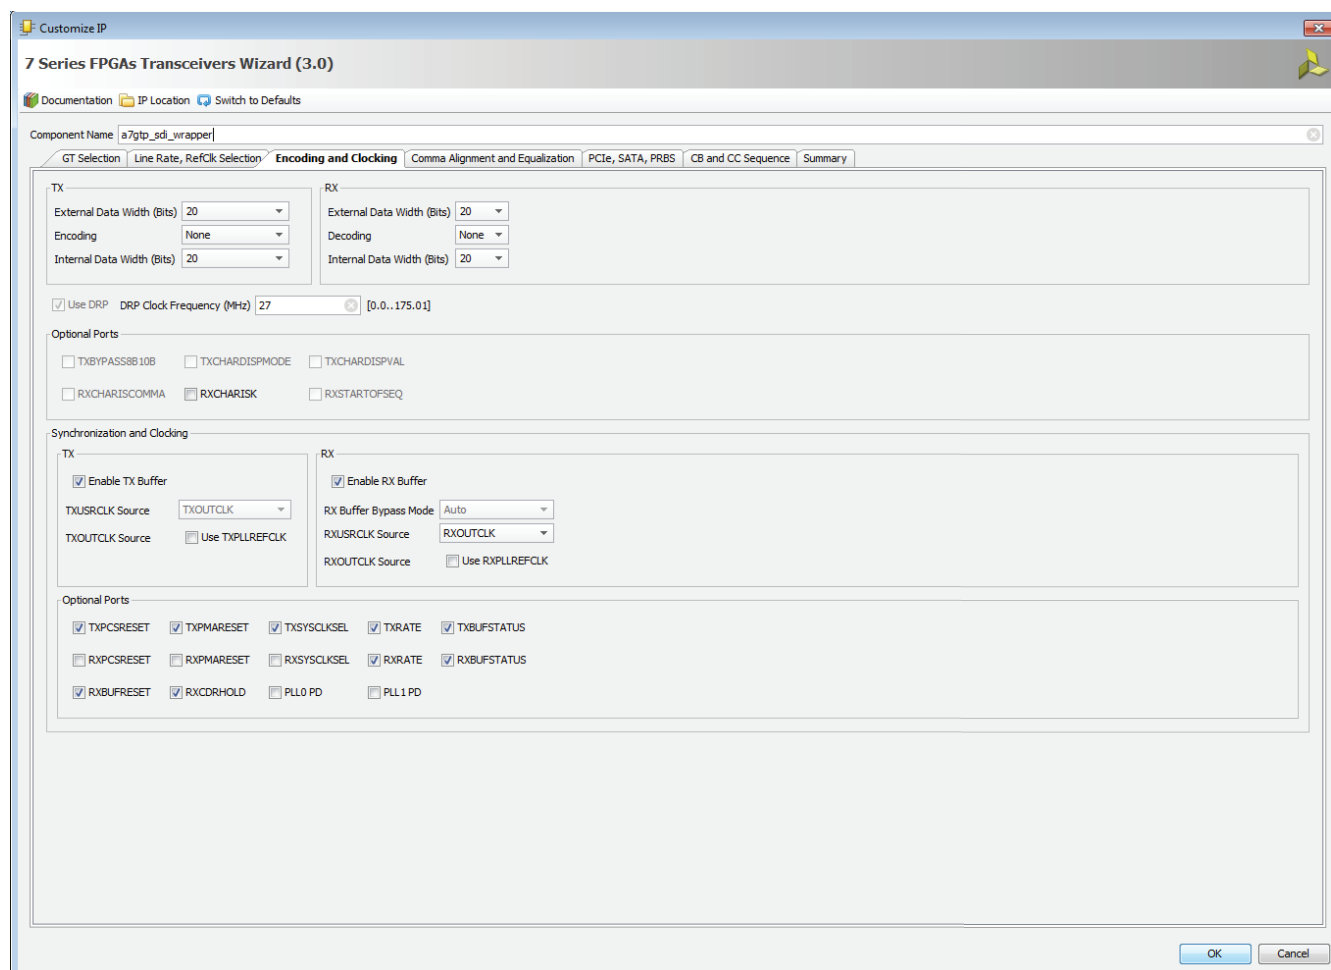 Customize IP
7 Series FPGAs Transceivers Wizard (3.0)
Documentation IP Location Switch to Defaults
Component Name a7gtp_sdi_wrapper
GT Selection Line Rate, RefClk Selection Encoding and Clocking Comma Alignment and Equalization PCIe, SATA, PRBS CB and CC Sequence Summary
TX RX
External Data Width (Bits) 20 External Data Width (Bits) 20
Encoding None Decoding None
Internal Data Width (Bits) 20 Internal Data Width (Bits) 20
Use DRP DRP Clock Frequency (MHz) 27 [0.0..175.01]
Optional Ports
TXBYPASS8B10B TXCHARDISPMODE TXCHARDISPVAL
RXCHARISCOMMA RXCHARISK RXSTARTOFSEQ
Synchronization and Clocking
TX RX
Enable TX Buffer Enable RX Buffer
TXUSRCLK Source TXOUTCLK RX Buffer Bypass Mode Auto
RXUSRCLK Source RXOUTCLK
TXOUTCLK Source Use TXPLLREFCLK
RXOUTCLK Source Use RXPLLREFCLK
Optional Ports
TXPCSRESET TXPMARESET TXSYSCLKSEL TXRATE TXBUFSTATUS
RXPCSRESET RXPMARESET RXSYSCLKSEL RXRATE RXBUFSTATUS
RXBUFRESET RXCDRHOLD PLL0 PD PLL1 PD
OK Cancel